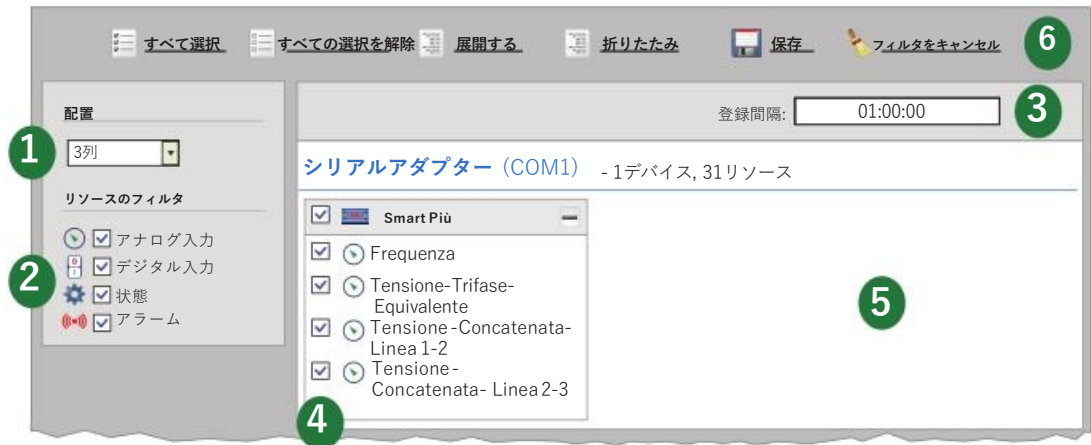 すべて選択 すべての選択を解除 展開する 折りたたみ 保存 フィルタをキャンセル 6
配置
1
3列
リソースのフィルタ
アナログ入力
2
デジタル入力
状態
アラーム
登録間隔: 01:00:00 3
シリアルアダプター (COM1) - 1デバイス, 31リソース
Smart Più
Frequenza
Tensione-Trifase-
Equivalente
Tensione-Concatenata-
Linea 1-2
Tensione-
Concatenata- Linea 2-3
4
5